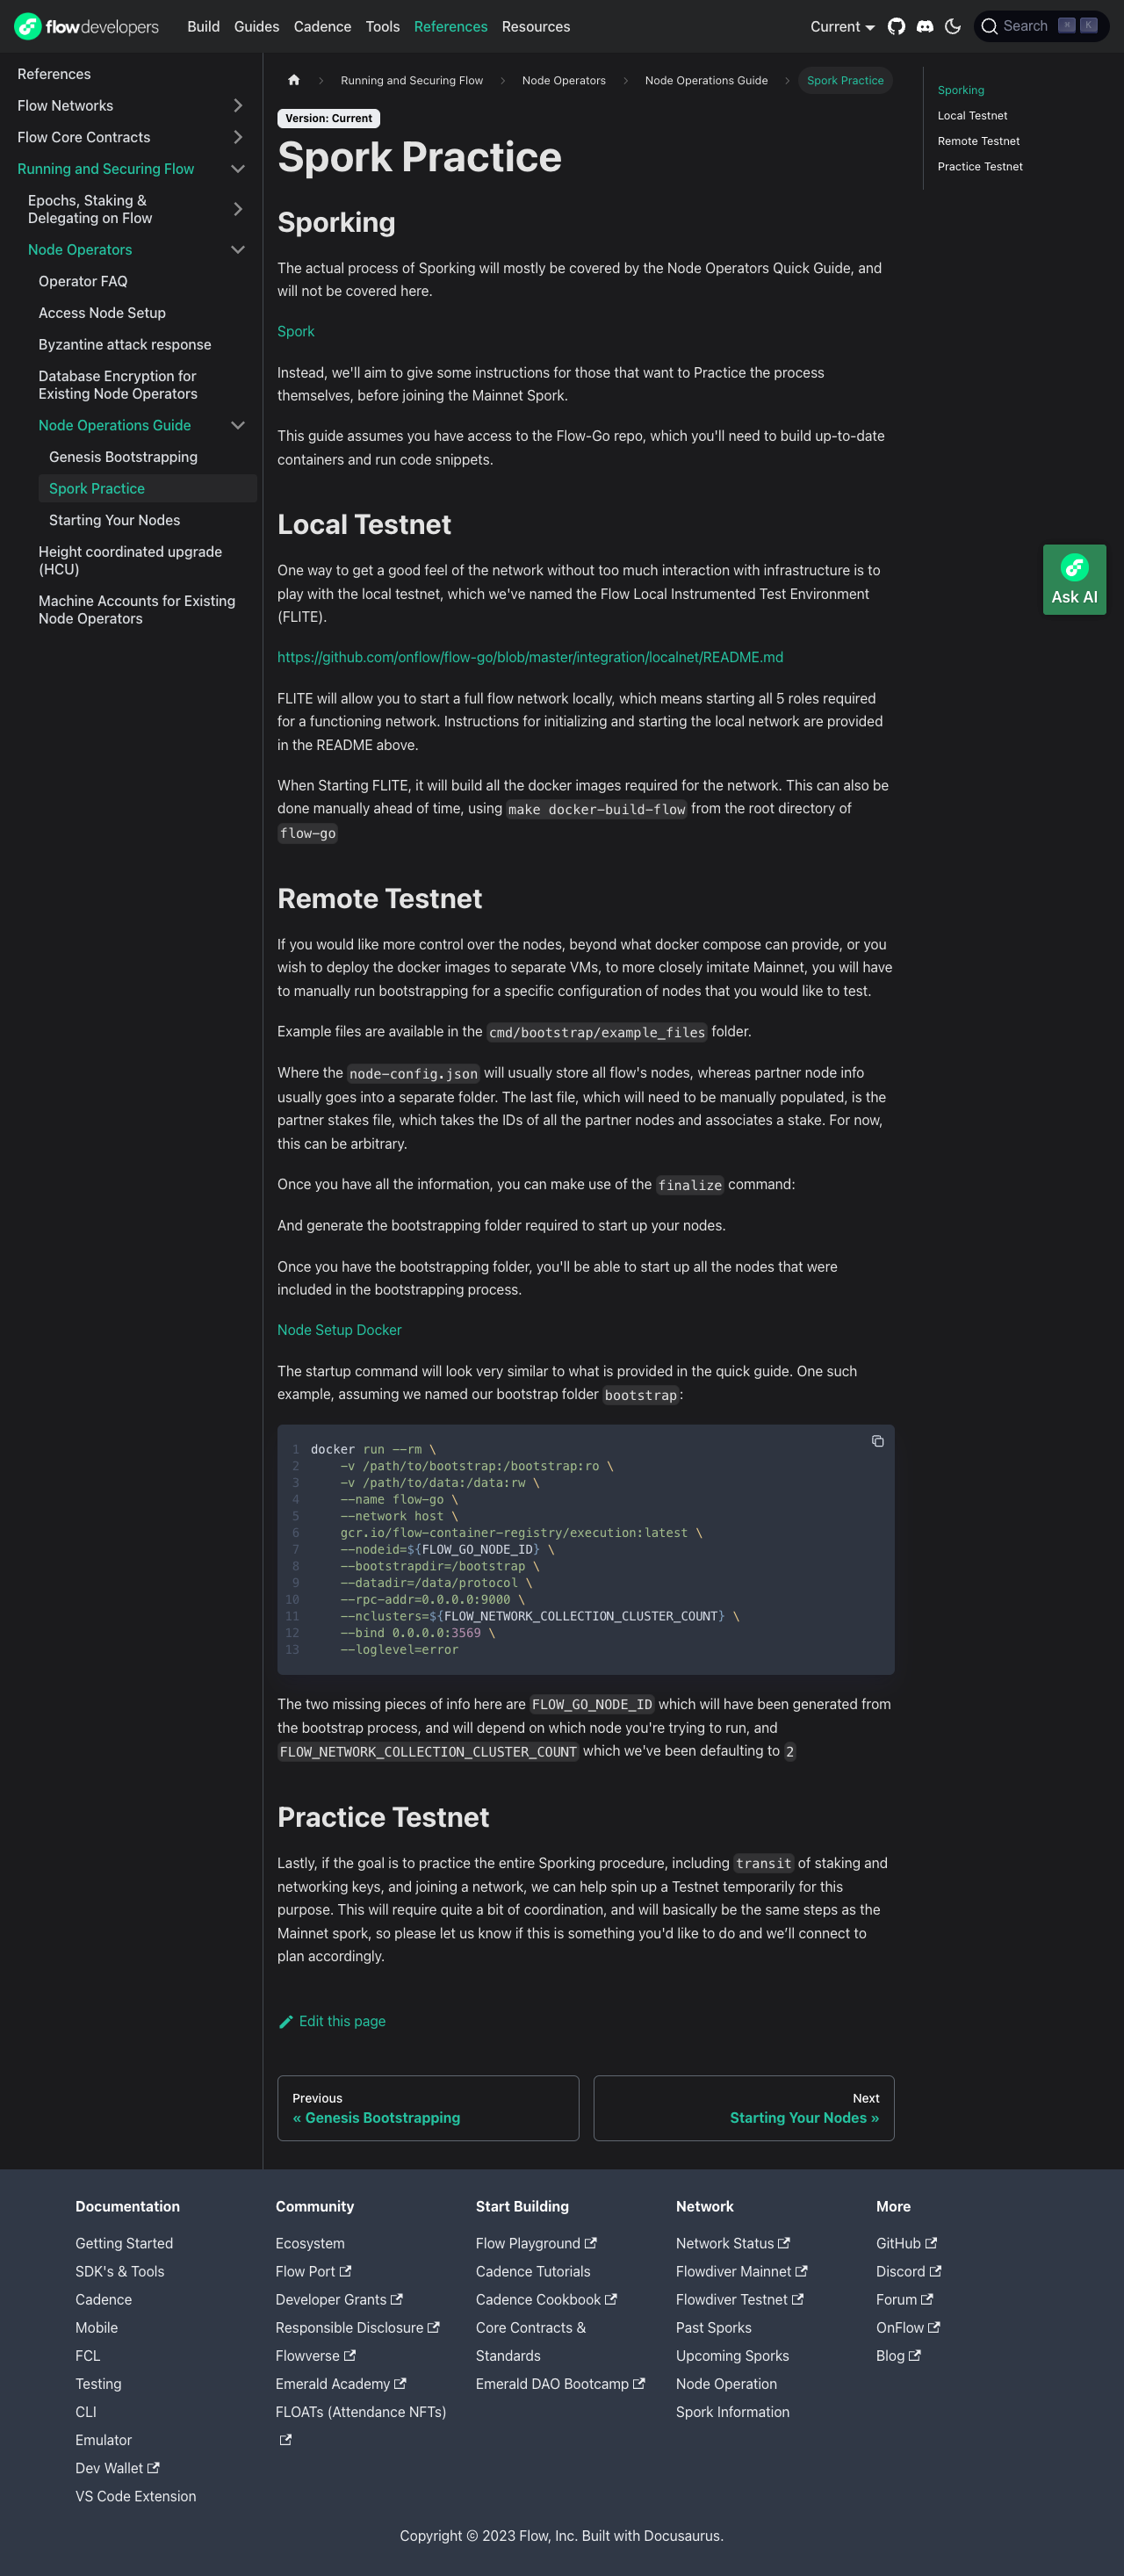 flowdevelopers Build Guides Cadence Tools References Resources Current Search ⌘ K
References
Flow Networks
Flow Core Contracts
Running and Securing Flow
Epochs, Staking &
Delegating on Flow
Node Operators
Operator FAQ
Access Node Setup
Byzantine attack response
Database Encryption for
Existing Node Operators
Node Operations Guide
Genesis Bootstrapping
Spork Practice
Starting Your Nodes
Height coordinated upgrade
(HCU)
Machine Accounts for Existing
Node Operators
Running and Securing Flow Node Operators Node Operations Guide Spork Practice
Version: Current
Spork Practice
Sporking
The actual process of Sporking will mostly be covered by the Node Operators Quick Guide, and
will not be covered here.
Spork
Instead, we'll aim to give some instructions for those that want to Practice the process
themselves, before joining the Mainnet Spork.
This guide assumes you have access to the Flow-Go repo, which you'll need to build up-to-date
containers and run code snippets.
Local Testnet
One way to get a good feel of the network without too much interaction with infrastructure is to
play with the local testnet, which we've named the Flow Local Instrumented Test Environment
(FLITE).
https://github.com/onflow/flow-go/blob/master/integration/localnet/README.md
FLITE will allow you to start a full flow network locally, which means starting all 5 roles required
for a functioning network. Instructions for initializing and starting the local network are provided
in the README above.
When Starting FLITE, it will build all the docker images required for the network. This can also be
done manually ahead of time, using make docker-build-flow from the root directory of
flow-go
Remote Testnet
If you would like more control over the nodes, beyond what docker compose can provide, or you
wish to deploy the docker images to separate VMs, to more closely imitate Mainnet, you will have
to manually run bootstrapping for a specific configuration of nodes that you would like to test.
Example files are available in the cmd/bootstrap/example_files folder.
Where the node-config.json will usually store all flow's nodes, whereas partner node info
usually goes into a separate folder. The last file, which will need to be manually populated, is the
partner stakes file, which takes the IDs of all the partner nodes and associates a stake. For now,
this can be arbitrary.
Once you have all the information, you can make use of the finalize command:
And generate the bootstrapping folder required to start up your nodes.
Once you have the bootstrapping folder, you'll be able to start up all the nodes that were
included in the bootstrapping process.
Node Setup Docker
The startup command will look very similar to what is provided in the quick guide. One such
example, assuming we named our bootstrap folder bootstrap:
1 docker run --rm \
2 -v /path/to/bootstrap:/bootstrap:ro \
3 -v /path/to/data:/data:rw \
4 --name flow-go \
5 --network host \
6 gcr.io/flow-container-registry/execution:latest \
7 --nodeid=${FLOW_GO_NODE_ID} \
8 --bootstrapdir=/bootstrap \
9 --datadir=/data/protocol \
10 --rpc-addr=0.0.0.0:9000 \
11 --nclusters=${FLOW_NETWORK_COLLECTION_CLUSTER_COUNT} \
12 --bind 0.0.0.0:3569 \
13 --loglevel=error
The two missing pieces of info here are FLOW_GO_NODE_ID which will have been generated from
the bootstrap process, and will depend on which node you're trying to run, and
FLOW_NETWORK_COLLECTION_CLUSTER_COUNT which we've been defaulting to 2
Practice Testnet
Lastly, if the goal is to practice the entire Sporking procedure, including transit of staking and
networking keys, and joining a network, we can help spin up a Testnet temporarily for this
purpose. This will require quite a bit of coordination, and will basically be the same steps as the
Mainnet spork, so please let us know if this is something you'd like to do and we'll connect to
plan accordingly.
Edit this page
Previous
« Genesis Bootstrapping
Next
Starting Your Nodes »
Sporking
Local Testnet
Remote Testnet
Practice Testnet
Ask AI
Documentation
Getting Started
SDK's & Tools
Cadence
Mobile
FCL
Testing
CLI
Emulator
Dev Wallet
VS Code Extension
Community
Ecosystem
Flow Port
Developer Grants
Responsible Disclosure
Flowverse
Emerald Academy
FLOATs (Attendance NFTs)
Start Building
Flow Playground
Cadence Tutorials
Cadence Cookbook
Core Contracts &
Standards
Emerald DAO Bootcamp
Network
Network Status
Flowdiver Mainnet
Flowdiver Testnet
Past Sporks
Upcoming Sporks
Node Operation
Spork Information
More
GitHub
Discord
Forum
OnFlow
Blog
Copyright © 2023 Flow, Inc. Built with Docusaurus.